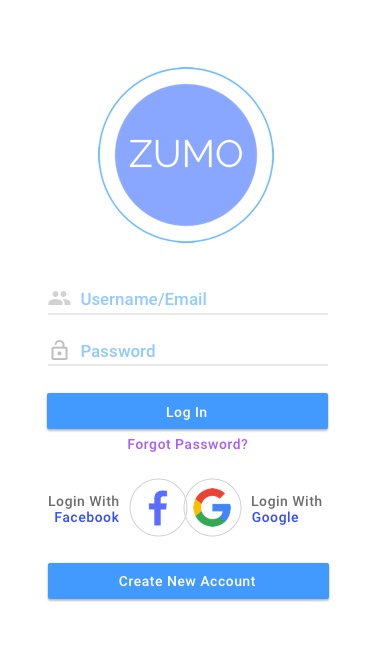 ZUMO
Username/Email
Password
Log In
Forgot Password?
Login With
Facebook
Login With
Google
Create New Account